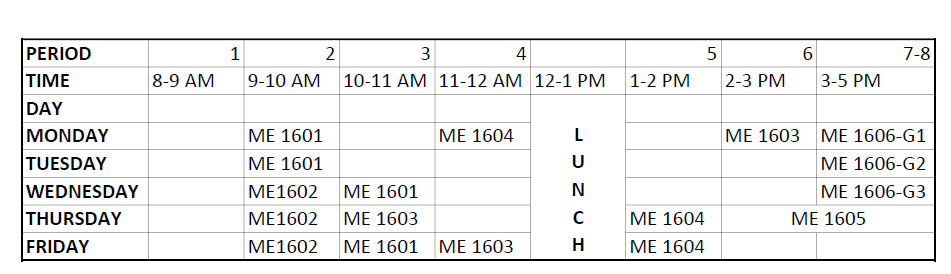 PERIOD 1 2 3 4 5 6 7-8
TIME 8-9 AM 9-10 AM 10-11 AM 11-12 AM 12-1 PM 1-2 PM 2-3 PM 3-5 PM
DAY
MONDAY ME 1601 ME 1604 L ME 1603 ME 1606-G1
TUESDAY ME 1601 U ME 1606-G2
WEDNESDAY ME1602 ME 1601 N ME 1606-G3
THURSDAY ME1602 ME 1603 C ME 1604 ME 1605
FRIDAY ME1602 ME 1601 ME 1603 H ME 1604